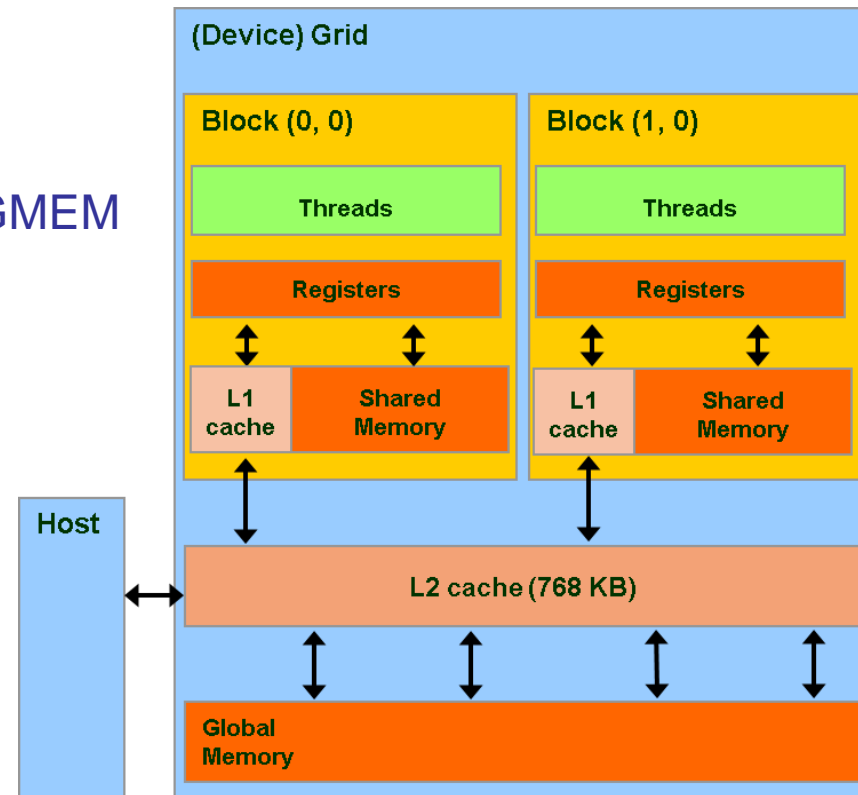 (Device) Grid
Block (0, 0)
Block (1, 0)
GMEM
Threads
Threads
Registers
Registers
L1
cache
Shared
Memory
L1
cache
Shared
Memory
Host
L2 cache (768 KB)
Global
Memory